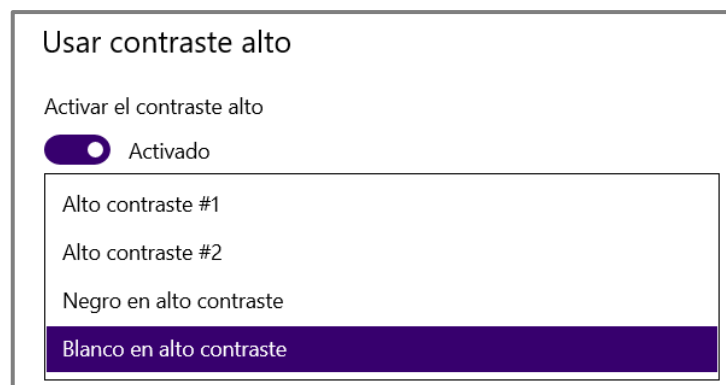 Usar contraste alto
Activar el contraste alto
Activado
Alto contraste #1
Alto contraste #2
Negro en alto contraste
Blanco en alto contraste